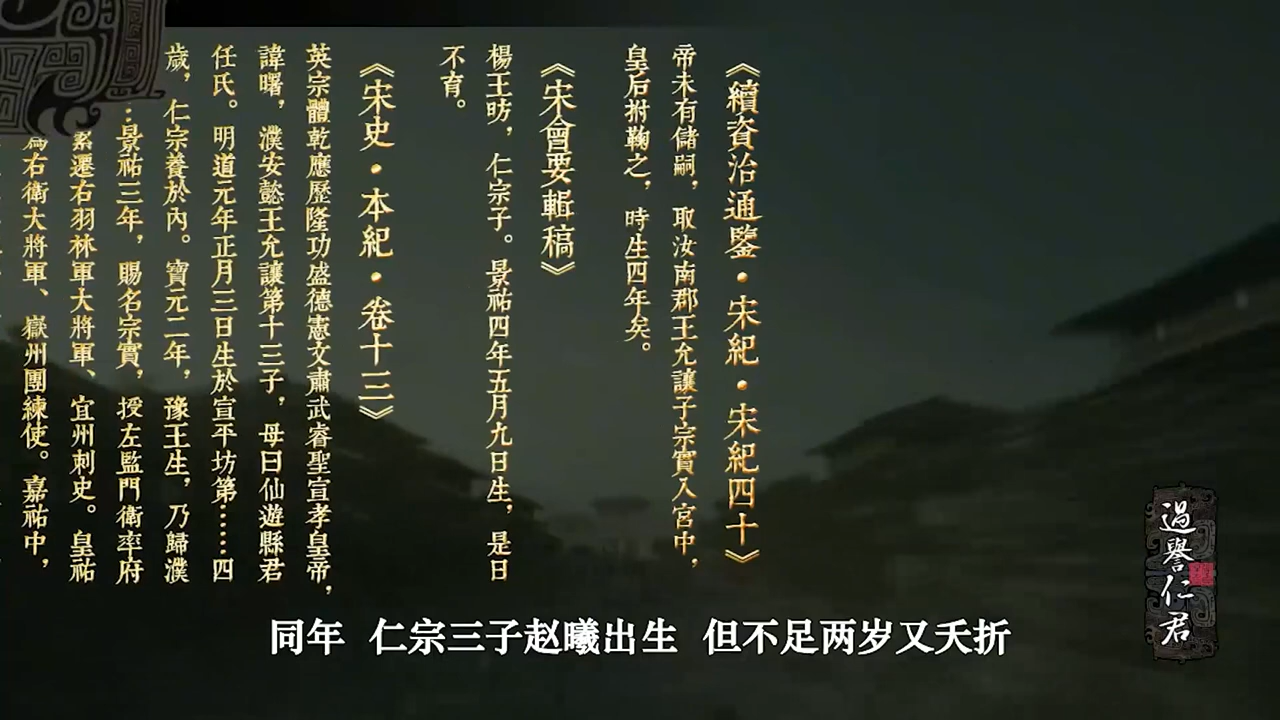 《續資治通鑒·宋紀·宋紀四十》
帝未有儲嗣，取汝南郡王允讓子宗實入宮中，
皇后拊鞠之，時生四年矣。
《宋會要輯稿》
楊王昉，仁宗子。景祐四年五月九日生，是日
不育。
《宋史·本紀·卷十三》
英宗體乾應歷隆功盛德憲文肅武睿聖宣孝皇帝，
諱曙，濮安懿王允讓第十三子，母曰仙遊縣君
任氏。明道元年正月三日生於宣平坊第……四
歲，仁宗養於內。寶元二年，豫王生，乃歸濮
…景祐三年，賜名宗實，授左監門衛率府
累遷右羽林軍大將軍、宜州刺史。皇祐
為右衛大將軍、嶽州團練使。嘉祐中，
過譽仁君
同年 仁宗三子赵曦出生 但不足两岁又夭折